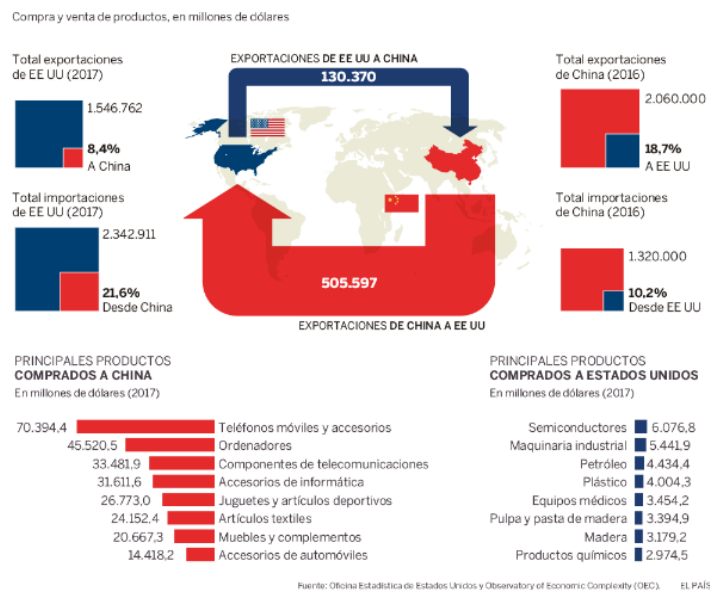 Compra y venta de productos, en millones de dólares
Total exportaciones
de EE UU (2017)
1.546.762
8,4%
A China
Total importaciones
de EE UU (2017)
2.342.911
21,6%
Desde China
EXPORTACIONES DE EE UU A CHINA
130.370
505.597
EXPORTACIONES DE CHINA A EE UU
Total exportaciones
de China (2016)
2.060.000
18,7%
A EE UU
Total importaciones
de China (2016)
1.320.000
10,2%
Desde EE UU
PRINCIPALES PRODUCTOS
COMPRADOS A CHINA
En millones de dólares (2017)
70.394,4 Teléfonos móviles y accesorios
45.520,5 Ordenadores
33.481,9 Componentes de telecomunicaciones
31.611,6 Accesorios de informática
26.773,0 Juguetes y artículos deportivos
24.152,4 Artículos textiles
20.667,3 Muebles y complementos
14.418,2 Accesorios de automóviles
PRINCIPALES PRODUCTOS
COMPRADOS A ESTADOS UNIDOS
En millones de dólares (2017)
Semiconductores 6.076,8
Maquinaria industrial 5.441,9
Petróleo 4.434,4
Plástico 4.004,3
Equipos médicos 3.454,2
Pulpa y pasta de madera 3.394,9
Madera 3.179,2
Productos químicos 2.974,5
Fuente: Oficina Estadística de Estados Unidos y Observatory of Economic Complexity (OEC). EL PAÍS